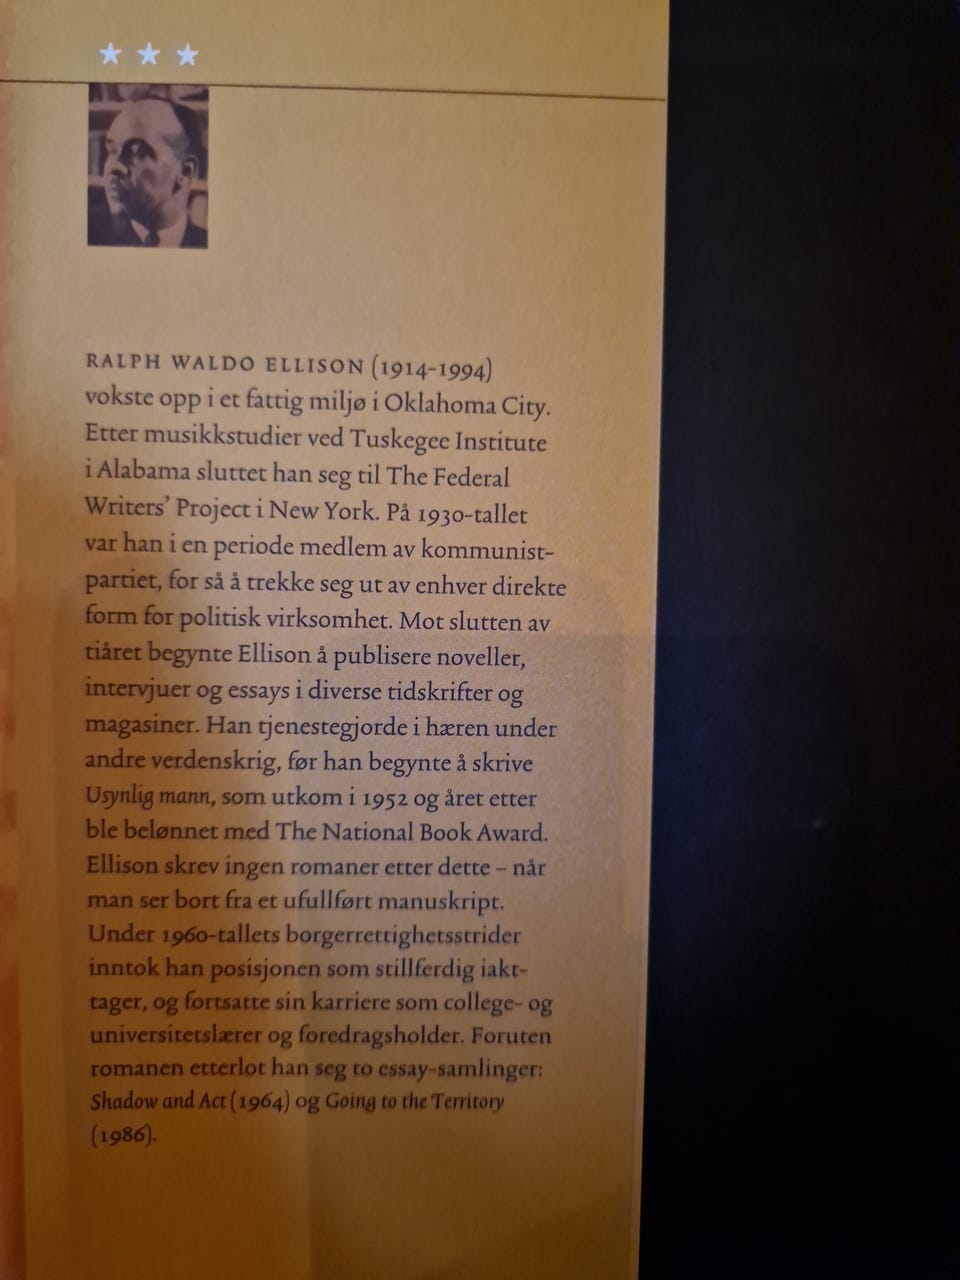 RALPH WALDO ELLISON (1914-1994)
vokste opp i et fattig miljø i Oklahoma City.
Etter musikkstudier ved Tuskegee Institute
i Alabama sluttet han seg til The Federal
Writers' Project i New York. På 1930-tallet
var han i en periode medlem av kommunist-
partiet, for så å trekke seg ut av enhver direkte
form for politisk virksomhet. Mot slutten av
tiåret begynte Ellison å publisere noveller,
intervjuer og essays i diverse tidskrifter og
magasiner. Han tjenestegjorde i hæren under
andre verdenskrig, før han begynte å skrive
Usynlig mann, som utkom i 1952 og året etter
ble belønnet med The National Book Award.
Ellison skrev ingen romaner etter dette – når
man ser bort fra et ufullført manuskript.
Under 1960-tallets borgerrettighetsstrider
inntok han posisjonen som stillferdig iakt-
tager, og fortsatte sin karriere som college- og
universitetslærer og foredragsholder. Foruten
romanen etterlot han seg to essay-samlinger:
Shadow and Act (1964) og Going to the Territory
(1986).